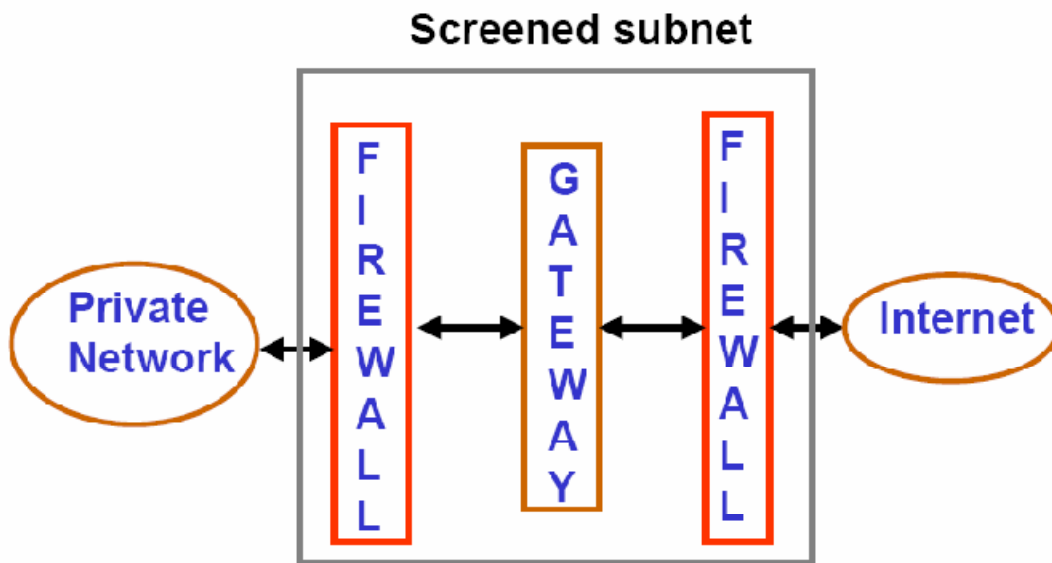 Screened subnet
Private
Network
FIREWALL
GATEWAY
FIREWALL
Internet